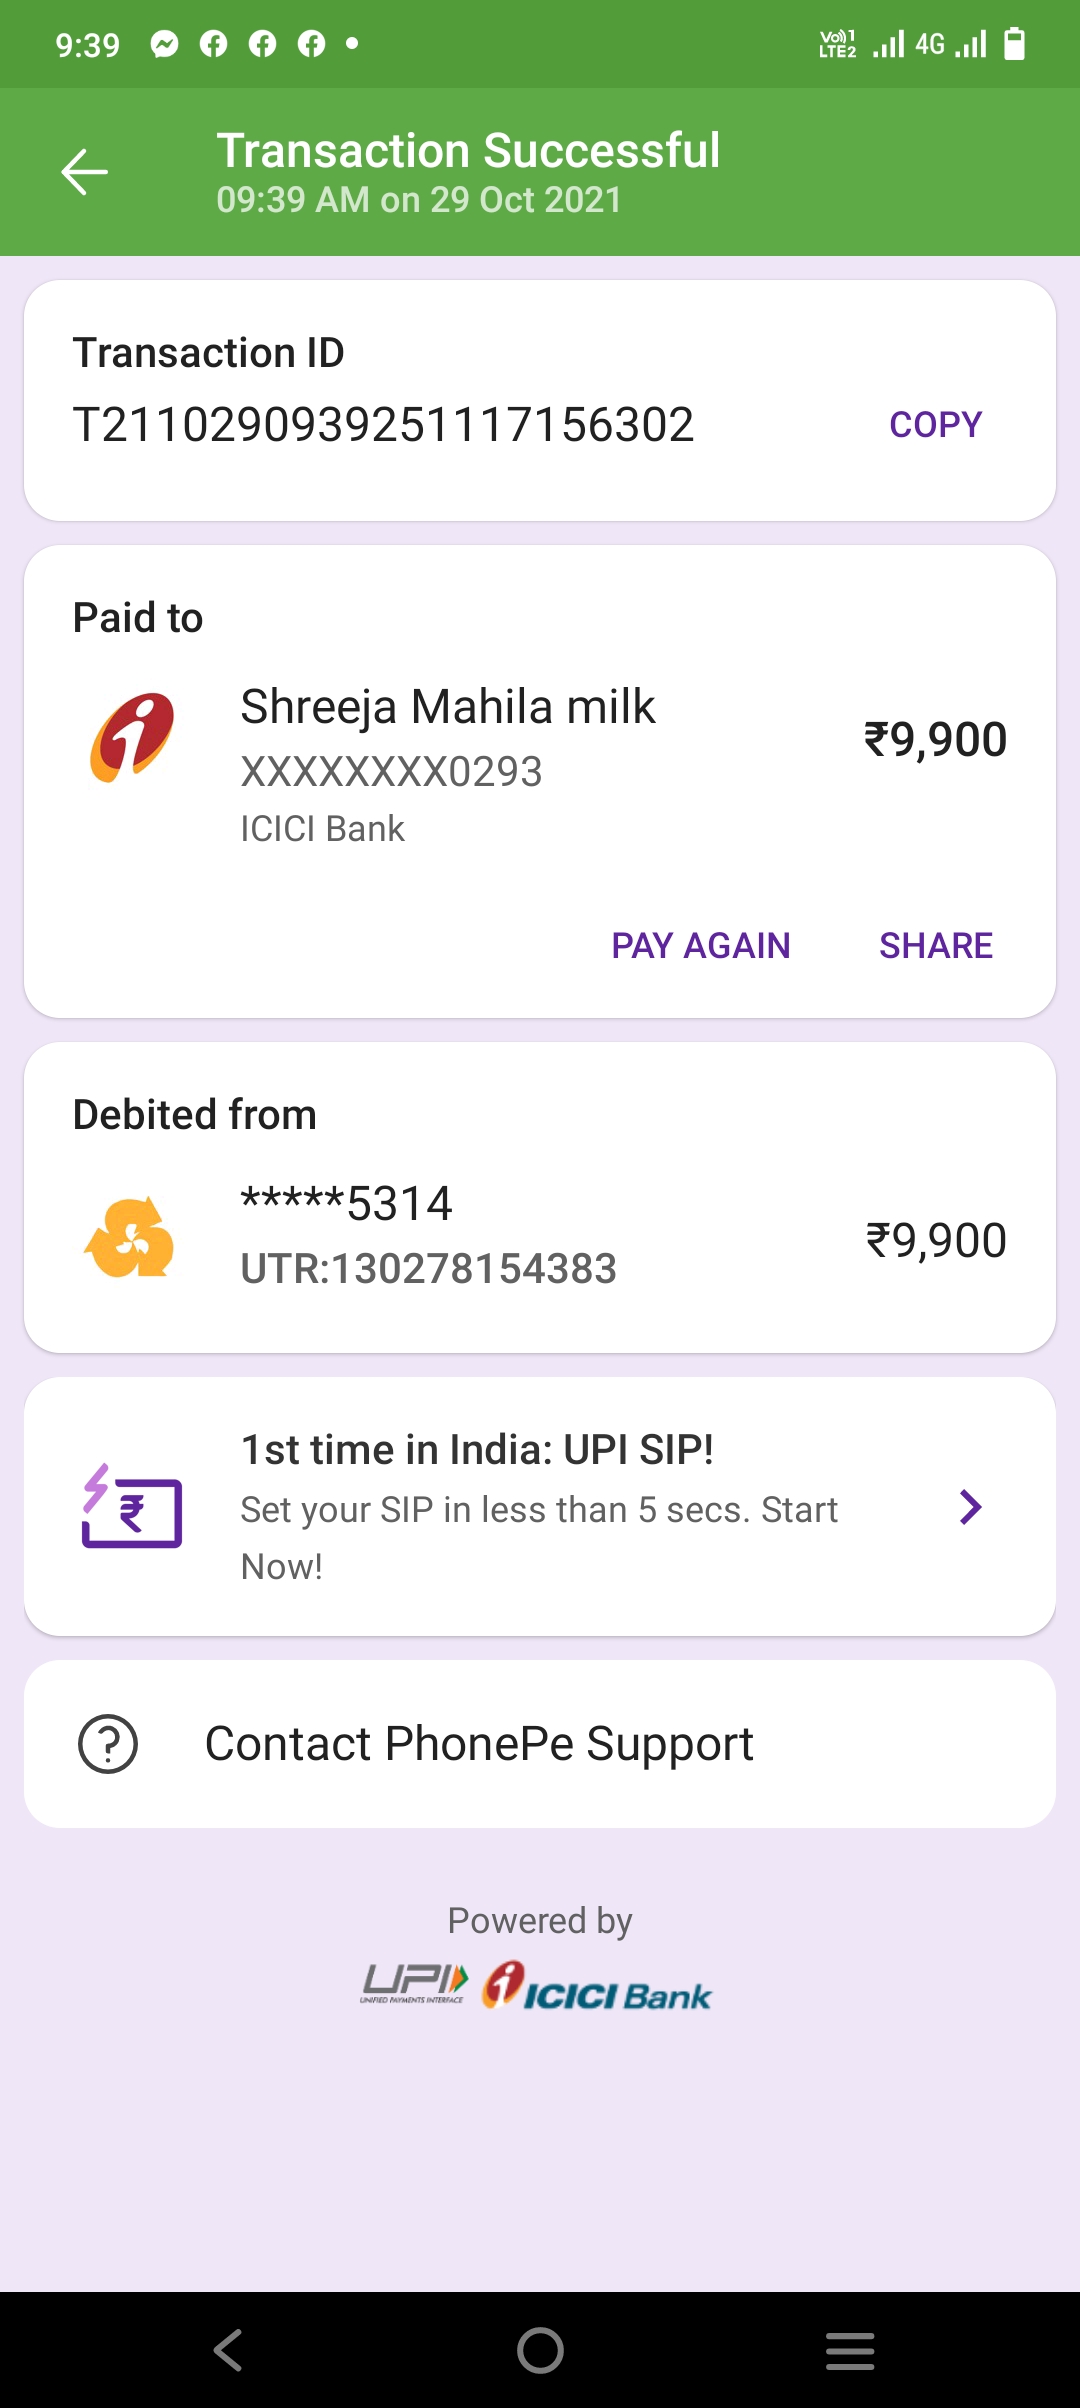 9:39
Vo))1
LTE2
4G
Transaction Successful
09:39 AM on 29 Oct 2021
Transaction ID
T2110290939251117156302
COPY
Paid to
Shreeja Mahila milk
₹9,900
XXXXXXXX0293
ICICI Bank
PAY AGAIN
SHARE
Debited from
*****5314
₹9,900
UTR:130278154383
1st time in India: UPI SIP!
Set your SIP in less than 5 secs. Start
Now!
Contact PhonePe Support
Powered by
UPI
UNIFIED PAYMENTS INTERFACE
ICICI Bank